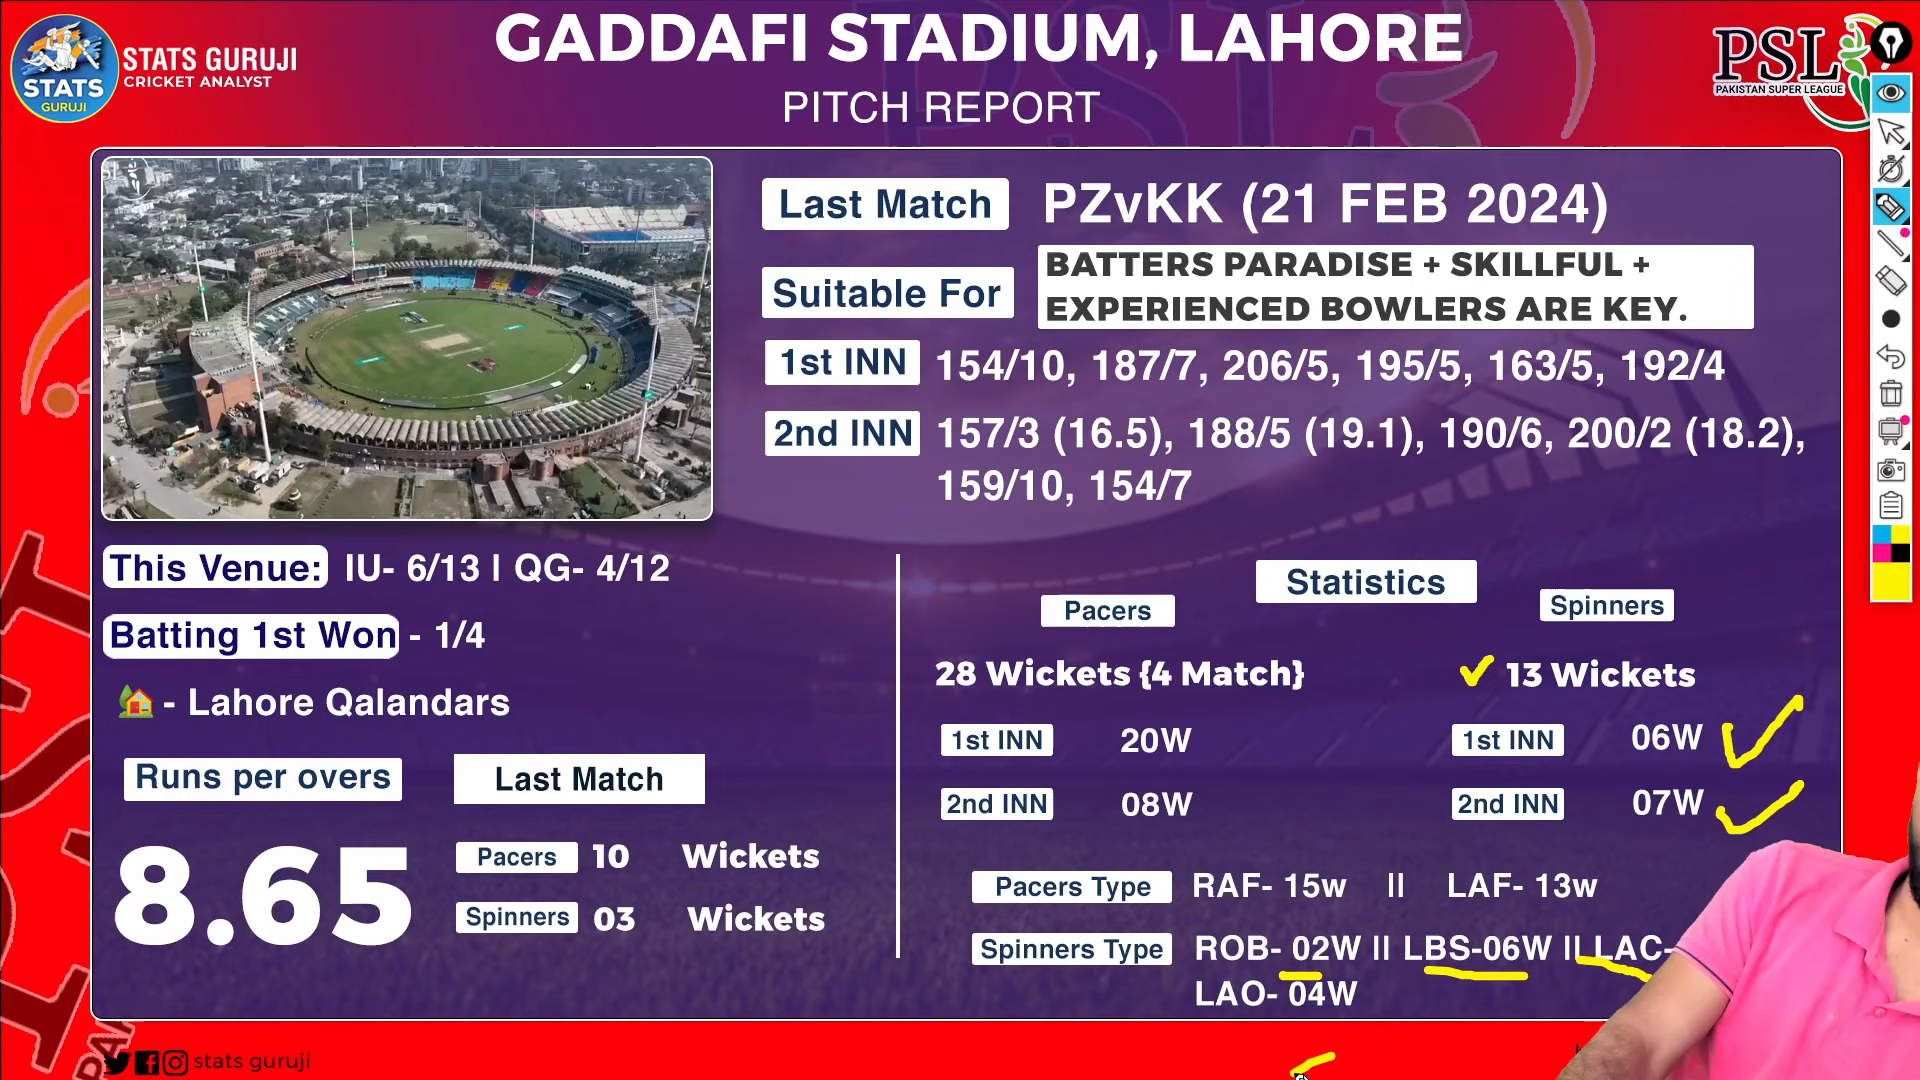 STATS GURUJI
CRICKET ANALYST
STATS
GURUJI
GADDAFI STADIUM, LAHORE
PITCH REPORT
PSL
PAKISTAN SUPER LEAGUE
Last Match PZvKK (21 FEB 2024)
Suitable For BATTERS PARADISE + SKILLFUL +
EXPERIENCED BOWLERS ARE KEY.
1st INN 154/10, 187/7, 206/5, 195/5, 163/5, 192/4
2nd INN 157/3 (16.5), 188/5 (19.1), 190/6, 200/2 (18.2),
159/10, 154/7
This Venue: IU- 6/13 | QG- 4/12
Batting 1st Won - 1/4
- Lahore Qalandars
Runs per overs
8.65
Last Match
Pacers 10 Wickets
Spinners 03 Wickets
Statistics
Pacers
28 Wickets {4 Match}
1st INN 20W
2nd INN 08W
Spinners
13 Wickets
1st INN 06W
2nd INN 07W
Pacers Type RAF- 15w || LAF- 13w
Spinners Type ROB- 02W || LBS-06W || LAC-
LAO- 04W
stats guruji